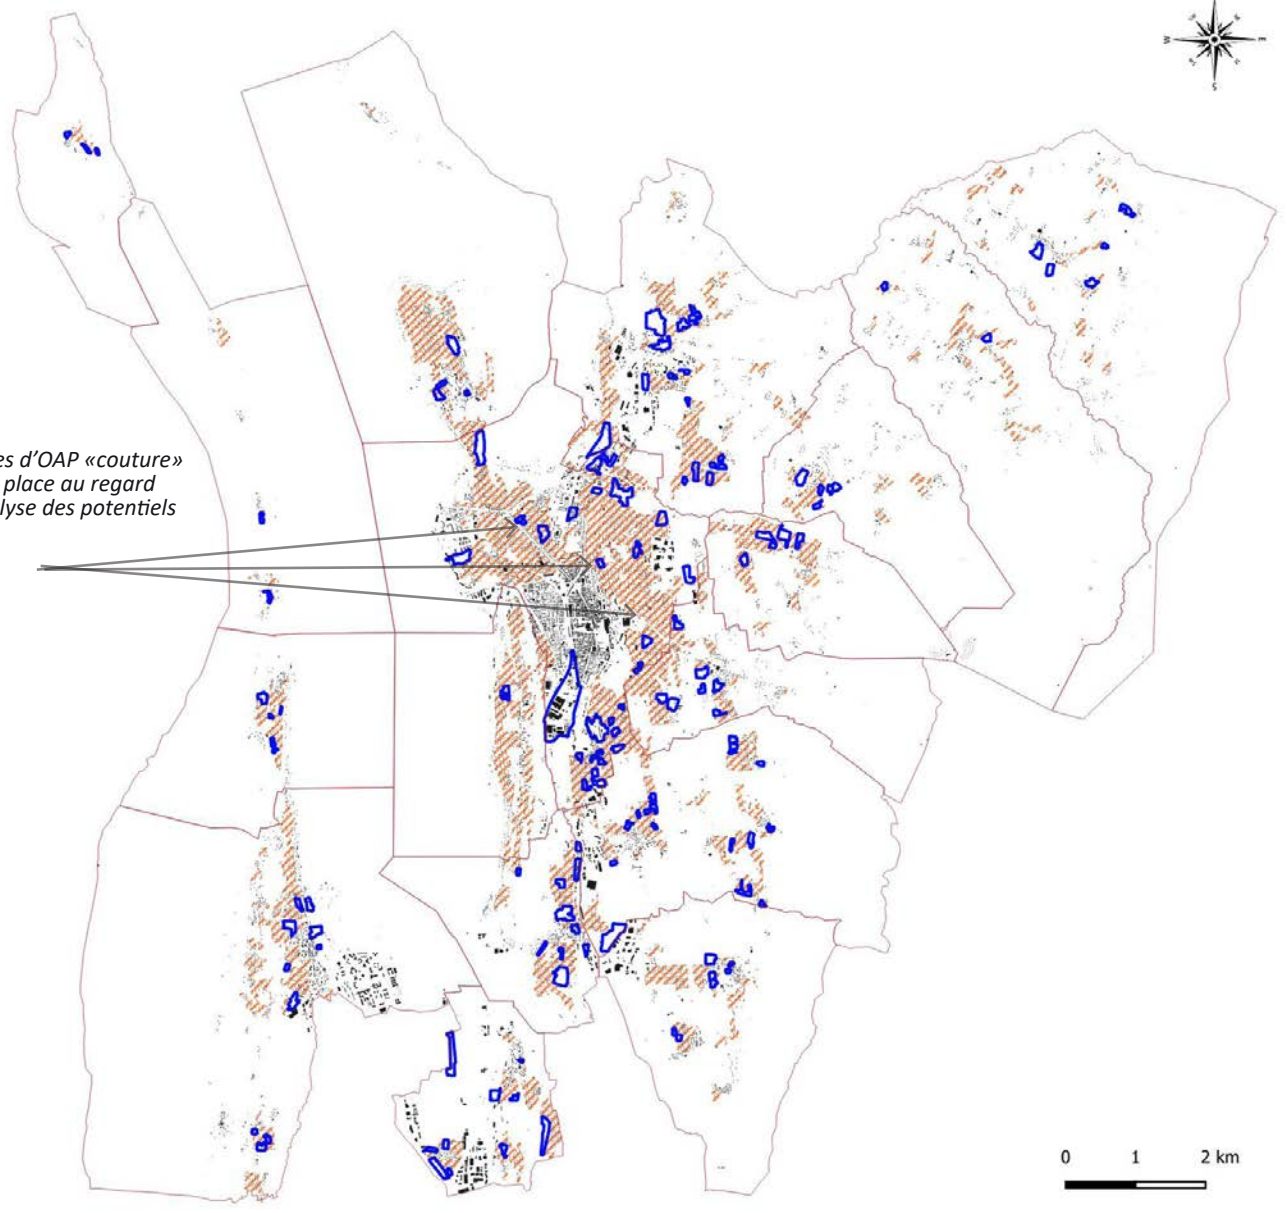 es d’OAP «couture»
place au regard
lyse des potentiels
W
E
S
0 1 2 km